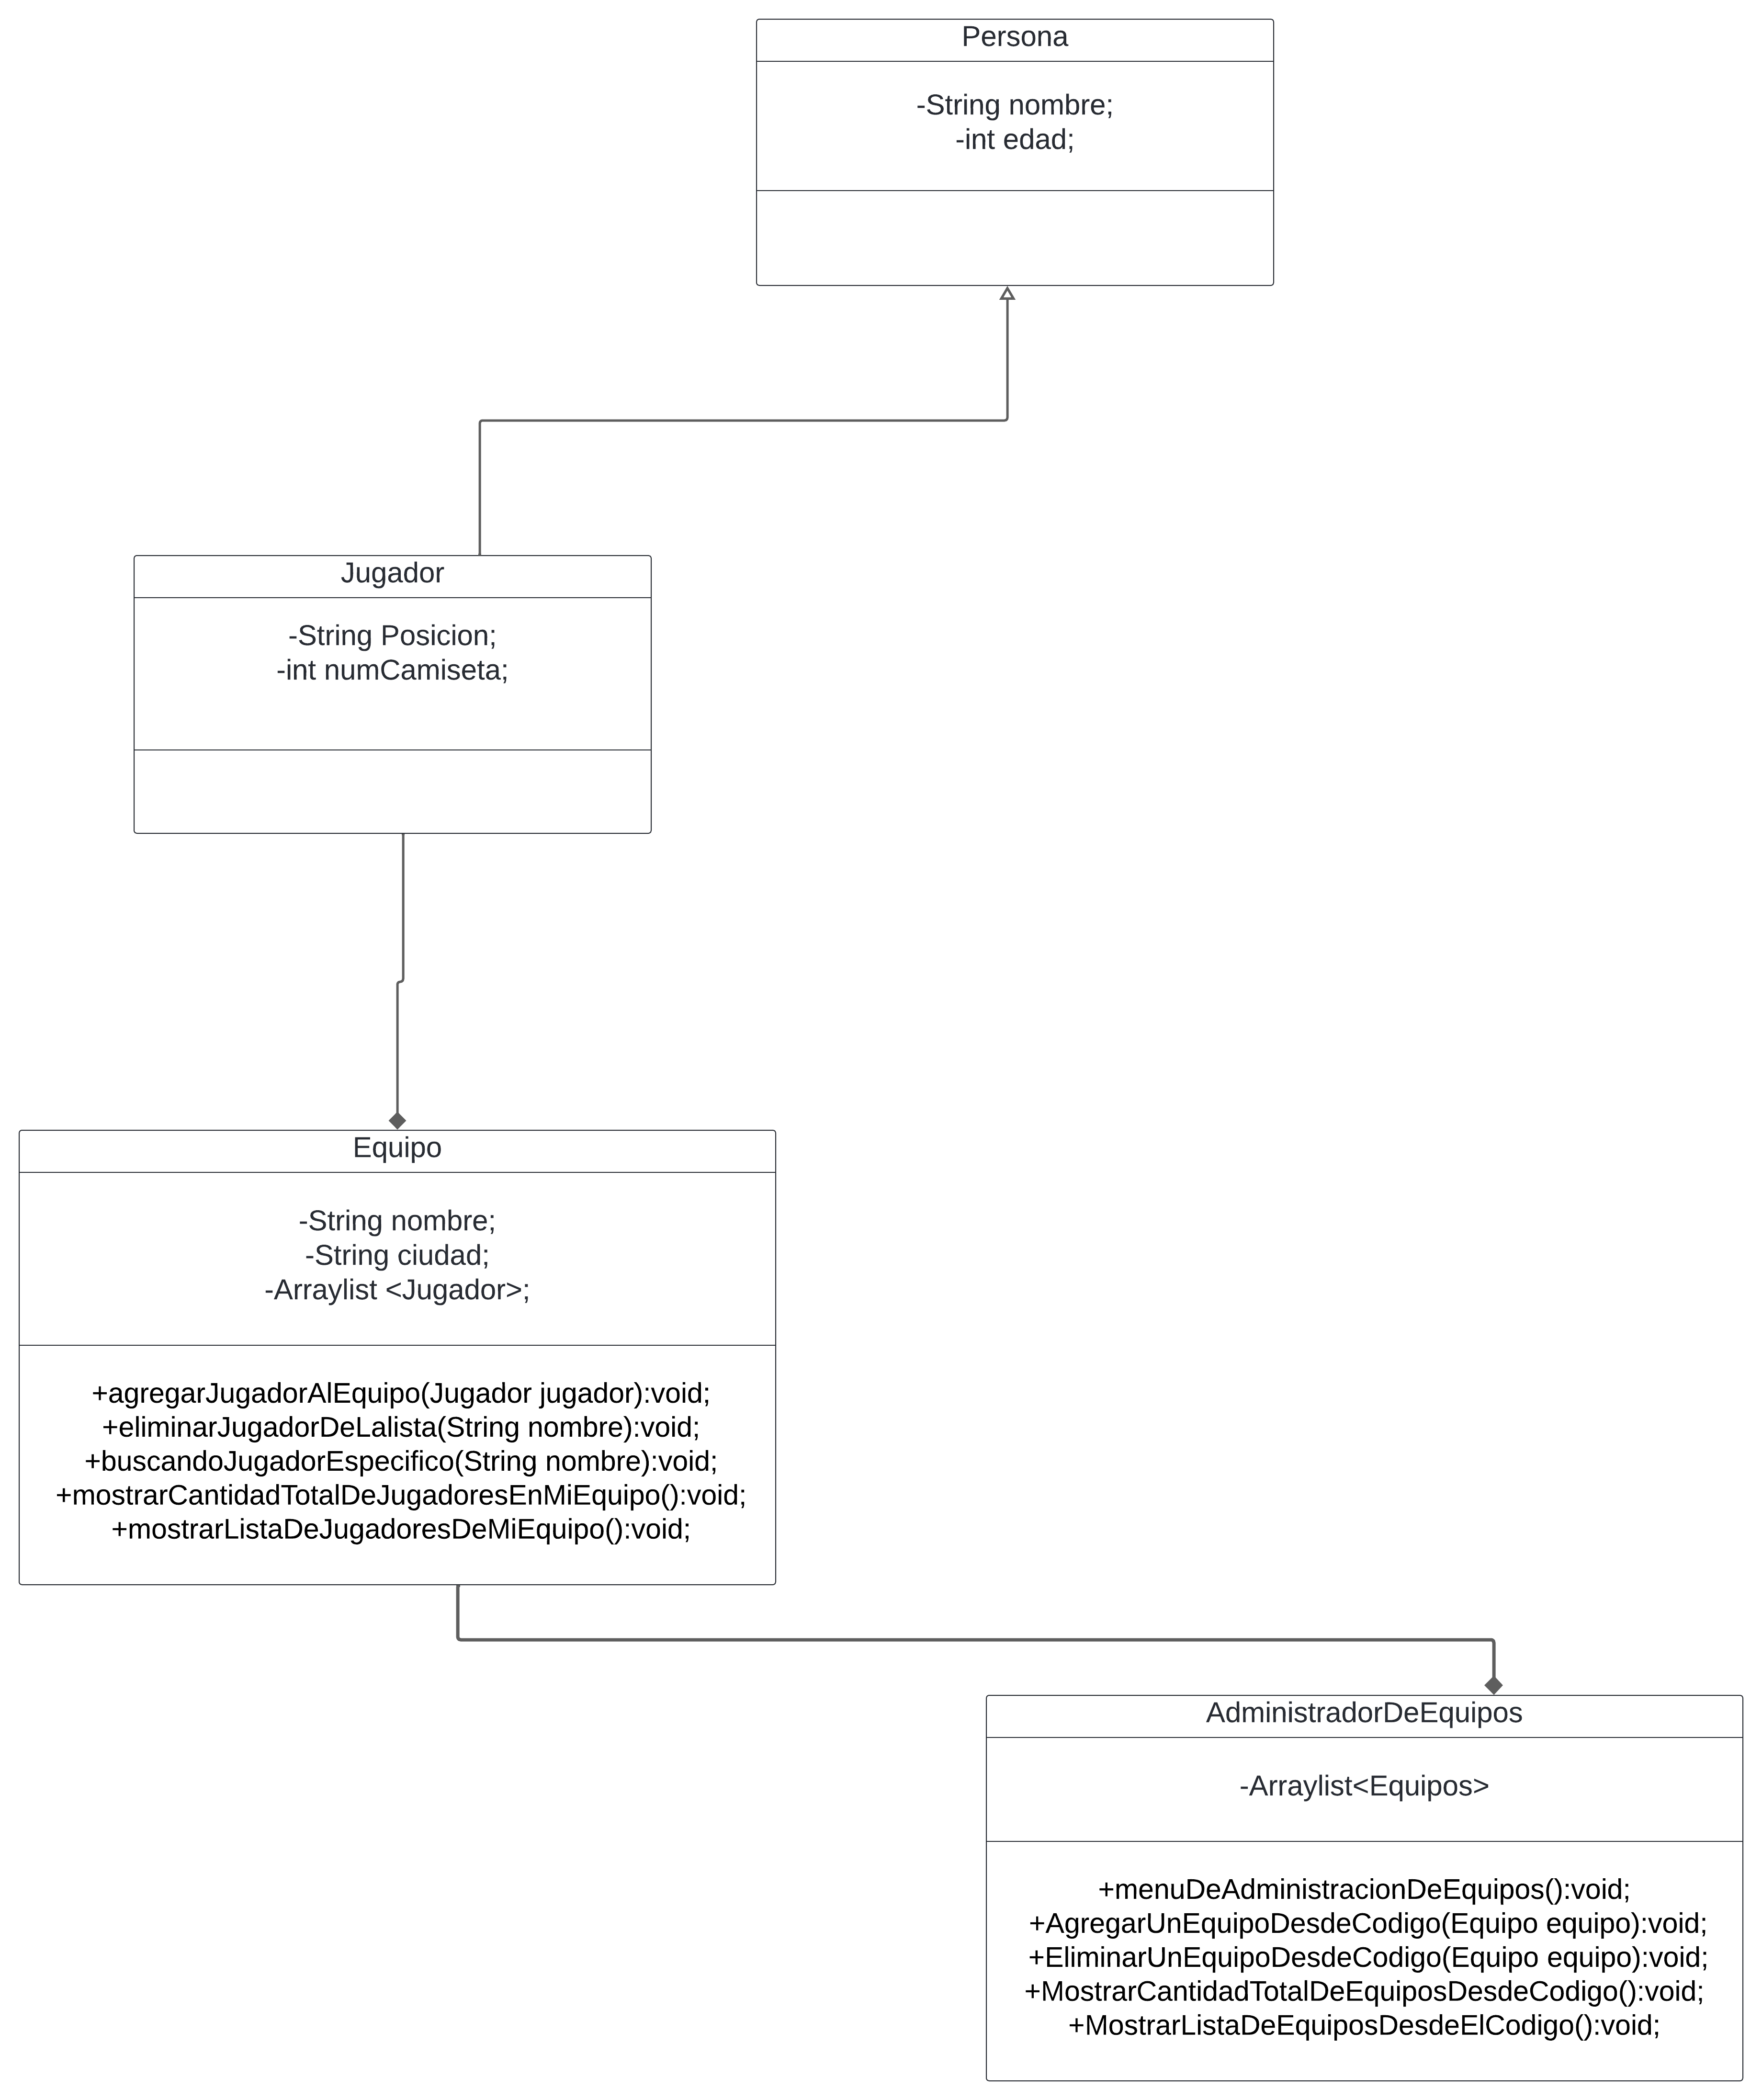 Persona
-String nombre;
-int edad;
Jugador
-String Posicion;
-int numCamiseta;
Equipo
-String nombre;
-String ciudad;
-Arraylist <Jugador>;
+agregarJugadorAlEquipo(Jugador jugador):void;
+eliminarJugadorDeLalista(String nombre):void;
+buscandoJugadorEspecifico(String nombre):void;
+mostrarCantidadTotalDeJugadoresEnMiEquipo():void;
+mostrarListaDeJugadoresDeMiEquipo():void;
AdministradorDeEquipos
-Arraylist<Equipos>
+menuDeAdministracionDeEquipos():void;
+AgregarUnEquipoDesdeCodigo(Equipo equipo):void;
+EliminarUnEquipoDesdeCodigo(Equipo equipo):void;
+MostrarCantidadTotalDeEquiposDesdeCodigo():void;
+MostrarListaDeEquiposDesdeElCodigo():void;